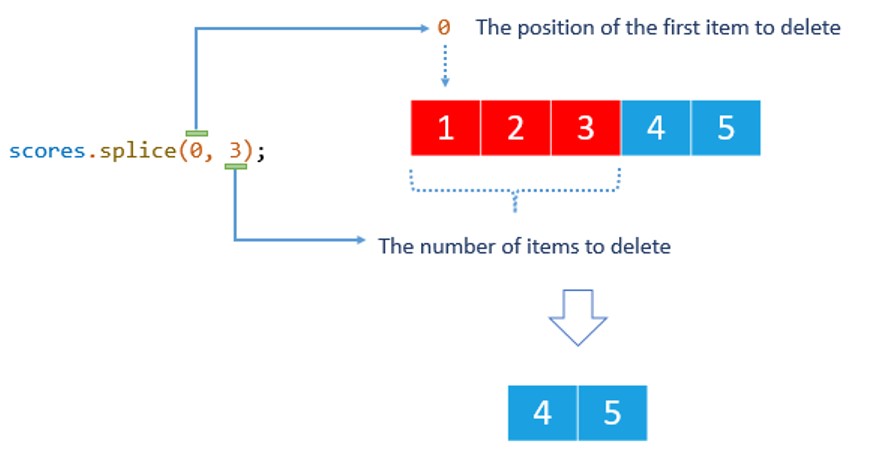 0 The position of the first item to delete
1 2 3 4 5
scores.splice(0, 3);
The number of items to delete
4 5